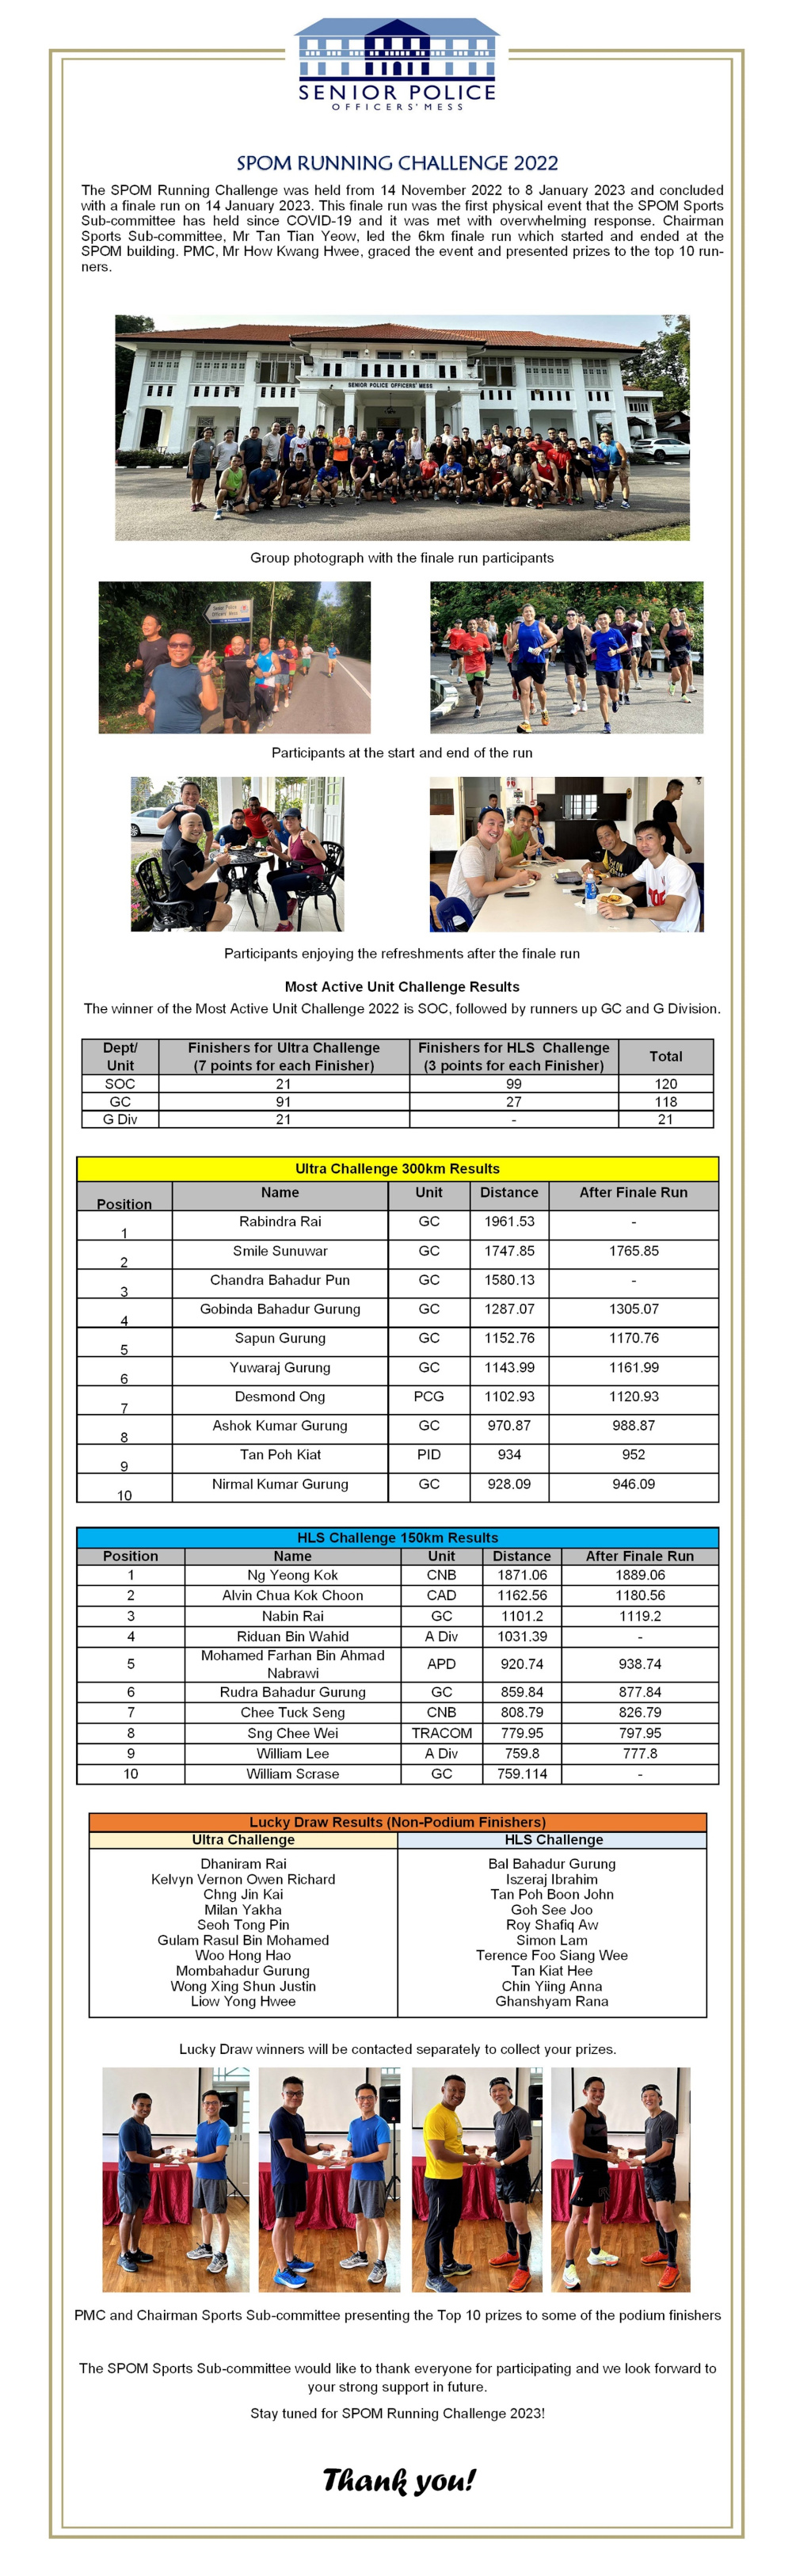 SENIOR POLICE
OFFICERS' MESS
SPOM RUNNING CHALLENGE 2022
The SPOM Running Challenge was held from 14 November 2022 to 8 January 2023 and concluded
with a finale run on 14 January 2023. This finale run was the first physical event that the SPOM Sports
Sub-committee has held since COVID-19 and it was met with overwhelming response. Chairman
Sports Sub-committee, Mr Tan Tian Yeow, led the 6km finale run which started and ended at the
SPOM building. PMC, Mr How Kwang Hwee, graced the event and presented prizes to the top 10 run-
ners.
SENIOR POLICE OFFICERS' MESS
Group photograph with the finale run participants
Senior Police
Officers' Mess
Participants at the start and end of the run
Participants enjoying the refreshments after the finale run
Most Active Unit Challenge Results
The winner of the Most Active Unit Challenge 2022 is SOC, followed by runners up GC and G Division.
Dept/ Unit Finishers for Ultra Challenge (7 points for each Finisher) Finishers for HLS Challenge (3 points for each Finisher) Total
SOC 21 99 120
GC 91 27 118
G Div 21 - 21
Ultra Challenge 300km Results
Position Name Unit Distance After Finale Run
1 Rabindra Rai GC 1961.53 -
2 Smile Sunuwar GC 1747.85 1765.85
3 Chandra Bahadur Pun GC 1580.13 -
4 Gobinda Bahadur Gurung GC 1287.07 1305.07
5 Sapun Gurung GC 1152.76 1170.76
6 Yuwaraj Gurung GC 1143.99 1161.99
7 Desmond Ong PCG 1102.93 1120.93
8 Ashok Kumar Gurung GC 970.87 988.87
9 Tan Poh Kiat PID 934 952
10 Nirmal Kumar Gurung GC 928.09 946.09
HLS Challenge 150km Results
Position Name Unit Distance After Finale Run
1 Ng Yeong Kok CNB 1871.06 1889.06
2 Alvin Chua Kok Choon CAD 1162.56 1180.56
3 Nabin Rai GC 1101.2 1119.2
4 Riduan Bin Wahid A Div 1031.39 -
5 Mohamed Farhan Bin Ahmad Nabrawi APD 920.74 938.74
6 Rudra Bahadur Gurung GC 859.84 877.84
7 Chee Tuck Seng CNB 808.79 826.79
8 Sng Chee Wei TRACOM 779.95 797.95
9 William Lee A Div 759.8 777.8
10 William Scrase GC 759.114 -
Lucky Draw Results (Non-Podium Finishers)
Ultra Challenge HLS Challenge
Dhaniram Rai Bal Bahadur Gurung
Kelvyn Vernon Owen Richard Iszeraj Ibrahim
Chng Jin Kai Tan Poh Boon John
Milan Yakha Goh See Joo
Seoh Tong Pin Roy Shafiq Aw
Gulam Rasul Bin Mohamed Simon Lam
Woo Hong Hao Terence Foo Siang Wee
Mombahadur Gurung Tan Kiat Hee
Wong Xing Shun Justin Chin Yiing Anna
Liow Yong Hwee Ghanshyam Rana
Lucky Draw winners will be contacted separately to collect your prizes.
PMC and Chairman Sports Sub-committee presenting the Top 10 prizes to some of the podium finishers
The SPOM Sports Sub-committee would like to thank everyone for participating and we look forward to
your strong support in future.
Stay tuned for SPOM Running Challenge 2023!
Thank you!